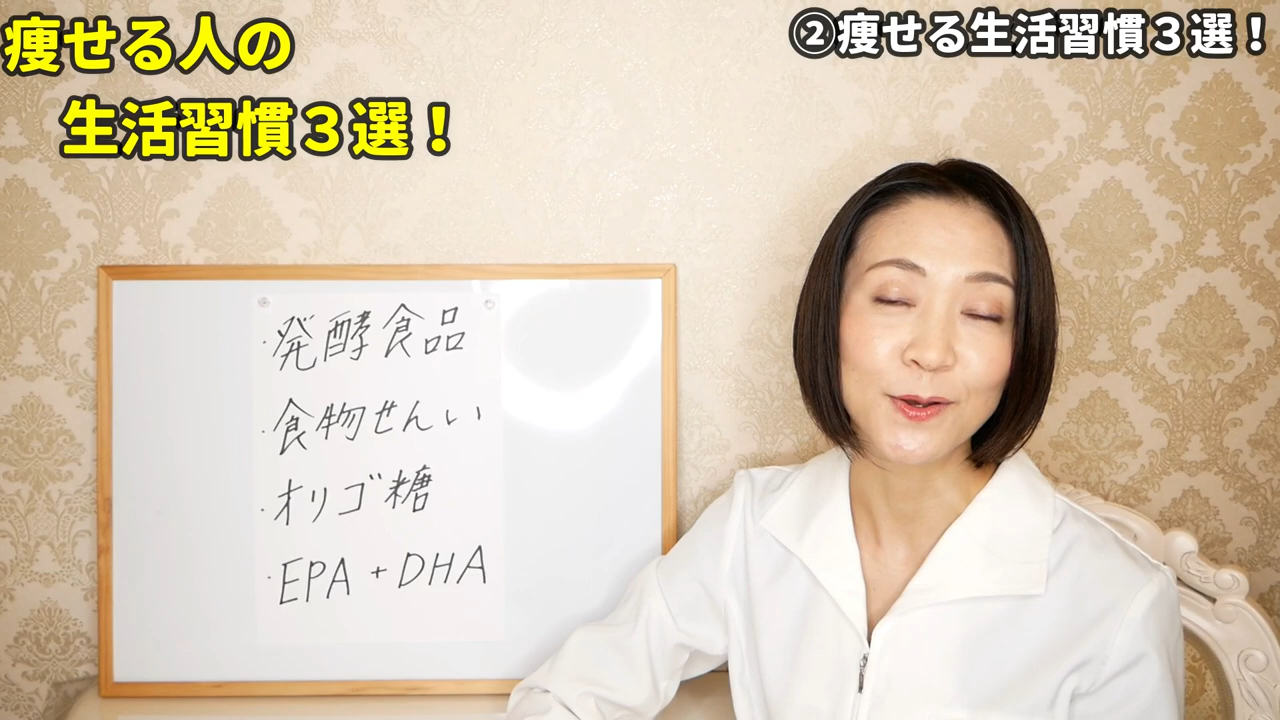 痩せる人の
生活習慣３選！
②痩せる生活習慣３選！
・発酵食品
・食物せんい
・オリゴ糖
・EPA+DHA